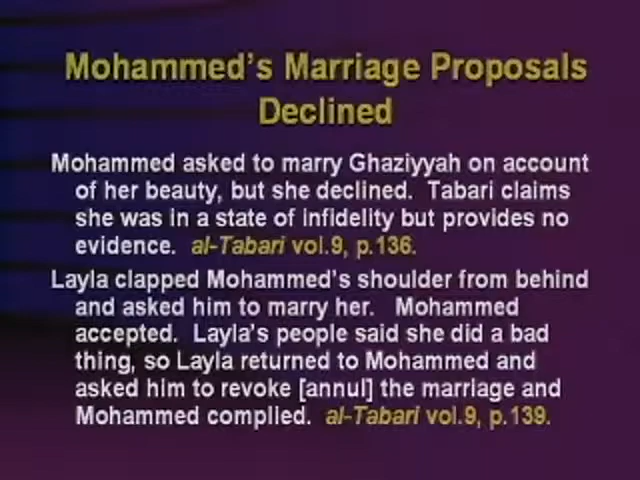 Mohammed's Marriage Proposals
Declined
Mohammed asked to marry Ghaziyyah on account
of her beauty, but she declined. Tabari claims
she was in a state of infidelity but provides no
evidence. al-Tabari vol.9, p.136.
Layla clapped Mohammed's shoulder from behind
and asked him to marry her. Mohammed
accepted. Layla's people said she did a bad
thing, so Layla returned to Mohammed and
asked him to revoke [annul] the marriage and
Mohammed complied. al-Tabari vol.9, p.139.